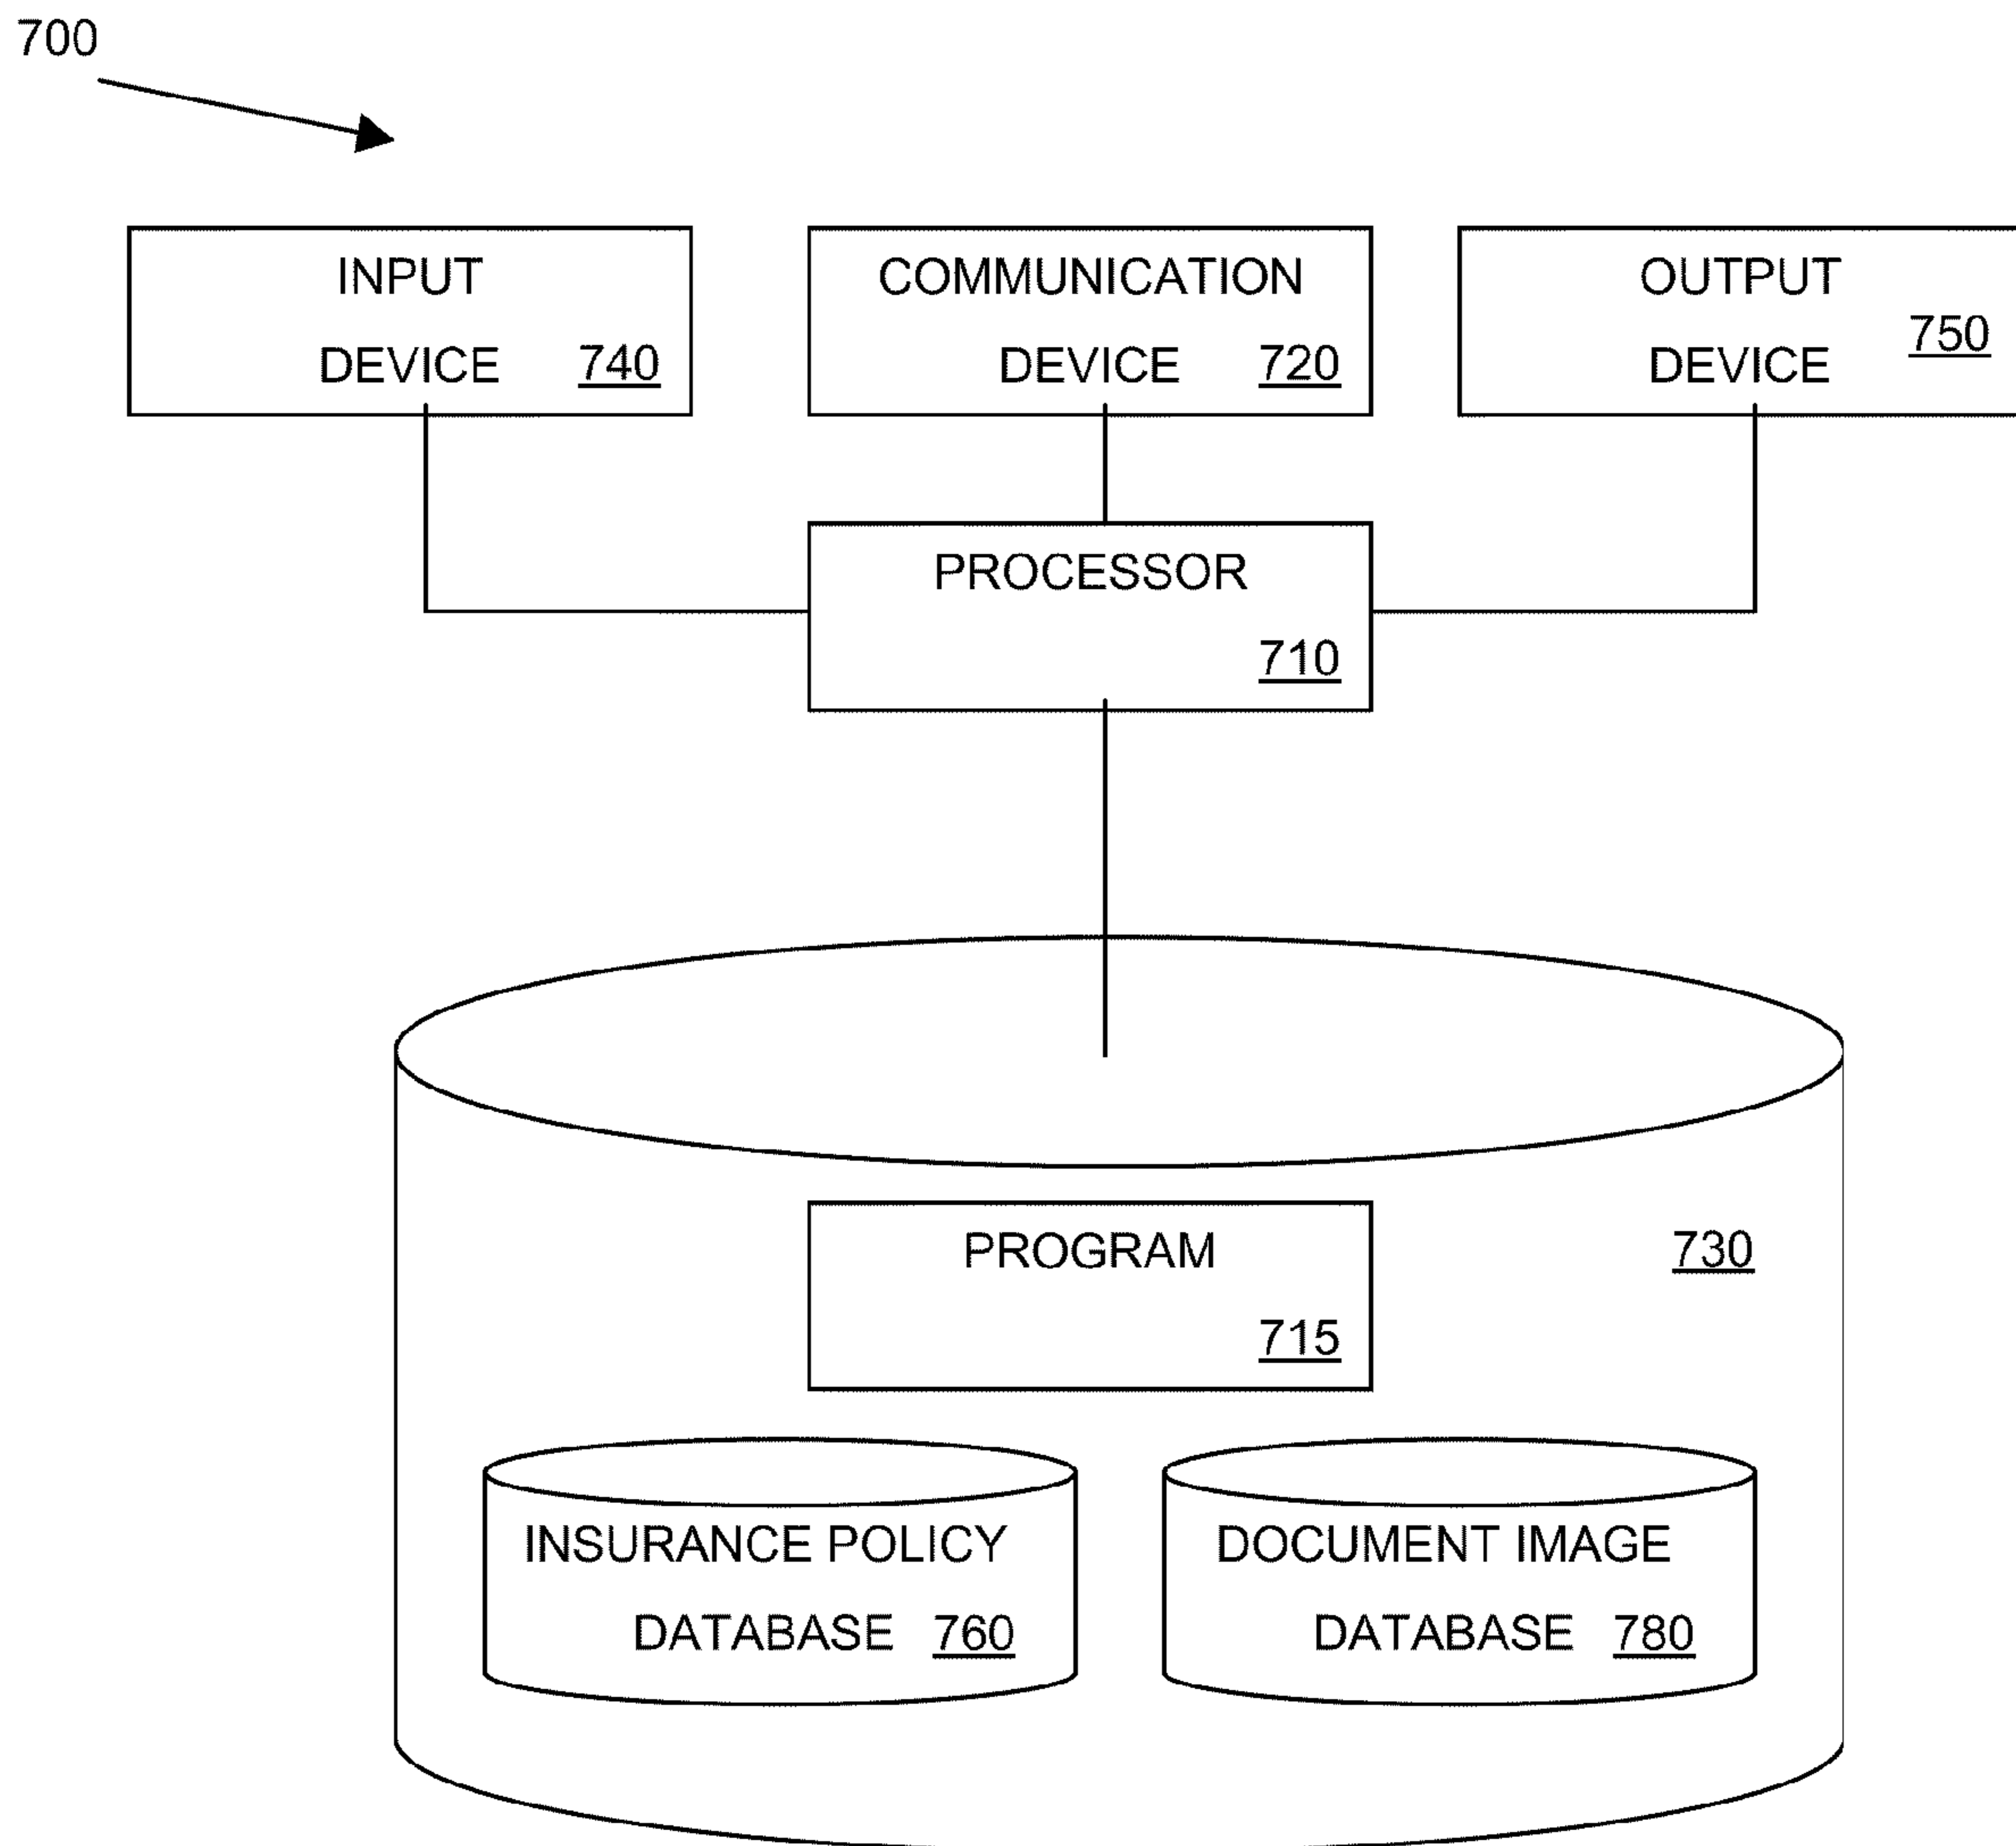 700
INPUT
DEVICE 740
COMMUNICATION
DEVICE 720
OUTPUT
750
DEVICE
PROCESSOR
710
PROGRAM
730
715
INSURANCE POLICY
DATABASE 760
DOCUMENT IMAGE
DATABASE 780